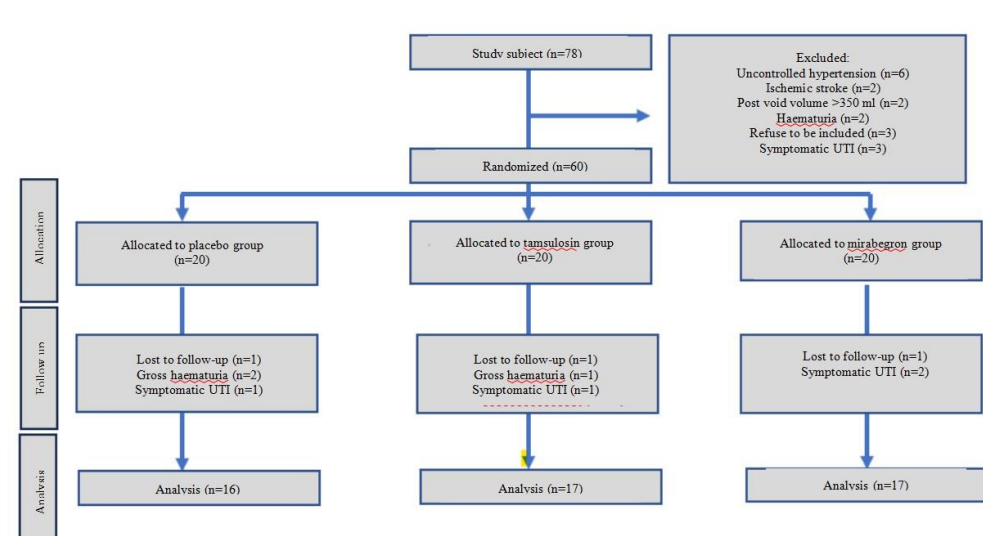 Study subject (n=78)
Excluded:
Uncontrolled hypertension (n=6)
Ischemic stroke (n=2)
Post void volume >350 ml (n=2)
Haematuria (n=2)
Refuse to be included (n=3)
Symptomatic UTI (n=3)
Randomized (n=60)
Allocation
Allocated to placebo group
(n=20)
Allocated to tamsulosin group
(n=20)
Allocated to mirabegron group
(n=20)
Follow up
Lost to follow-up (n=1)
Gross haematuria (n=2)
Symptomatic UTI (n=1)
Lost to follow-up (n=1)
Gross haematuria (n=1)
Symptomatic UTI (n=1)
Lost to follow-up (n=1)
Symptomatic UTI (n=2)
Analysis
Analysis (n=16)
Analysis (n=17)
Analysis (n=17)